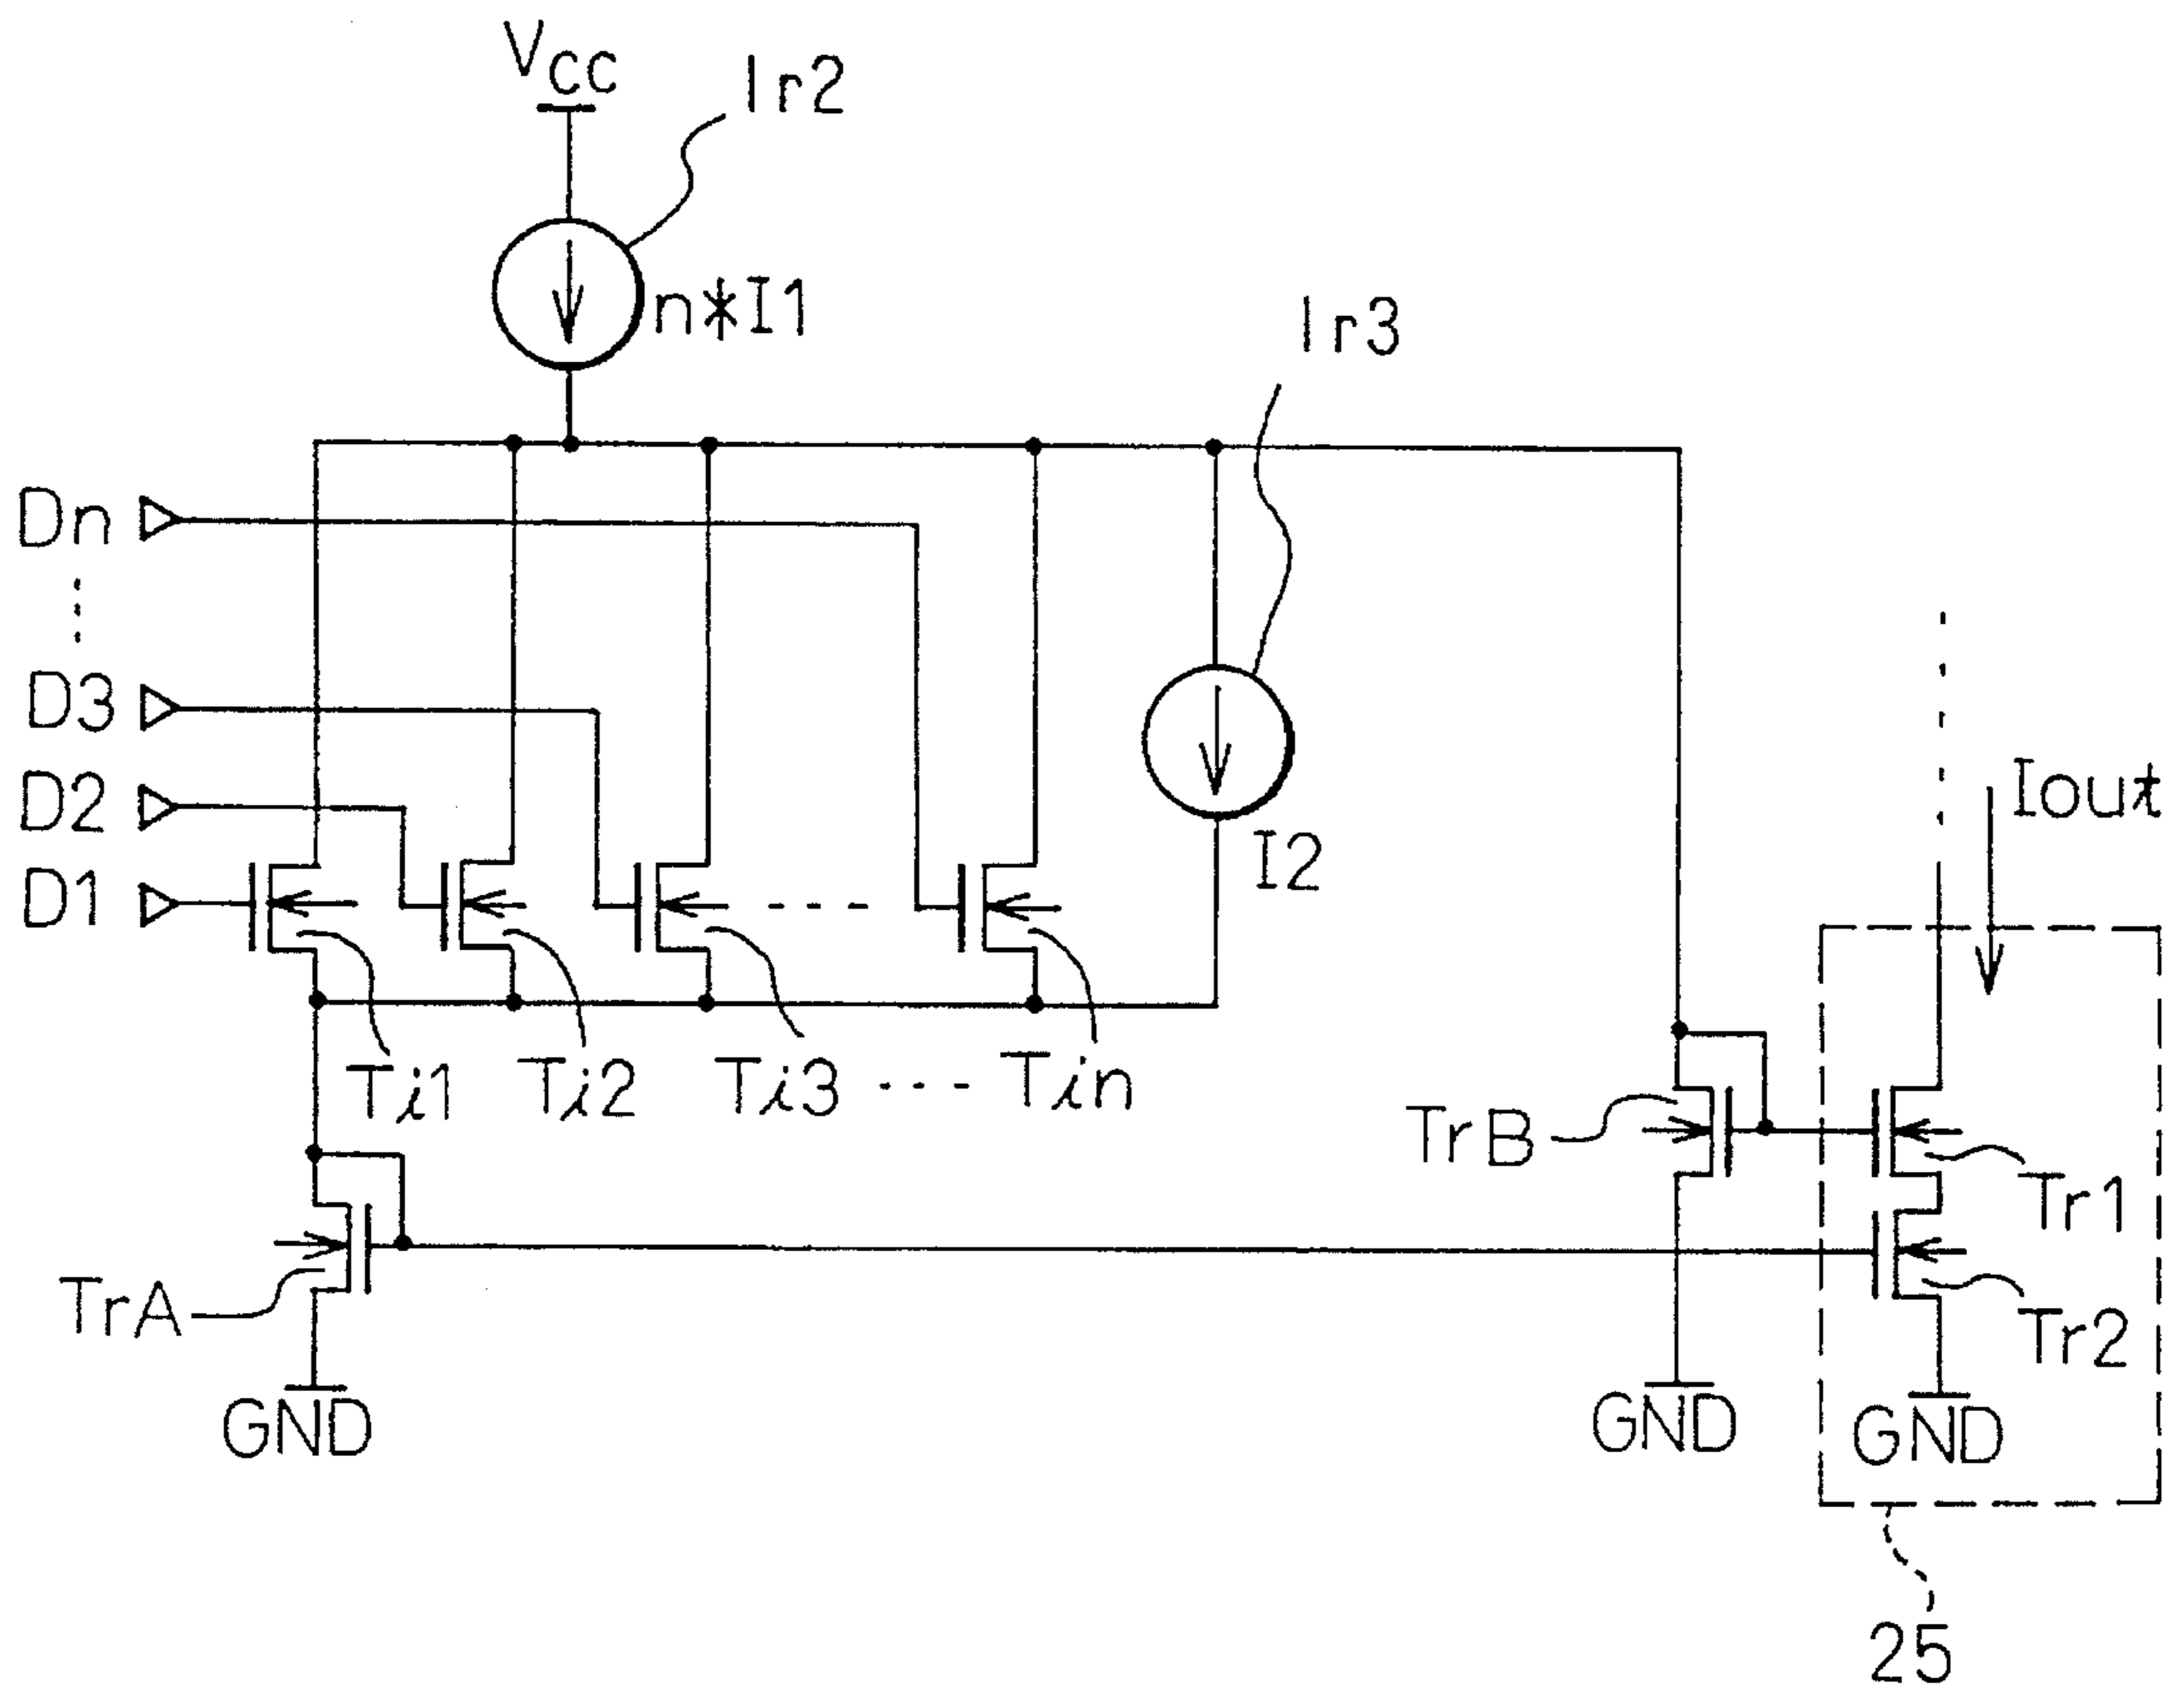 VCC
Ir2
n*I1
Ir3
Dn
D3
D2
D1
I2
Iout
Ti1
Ti2
Ti3
Tin
TrB
Tr1
TrA
Tr2
GND
GND
GND
25